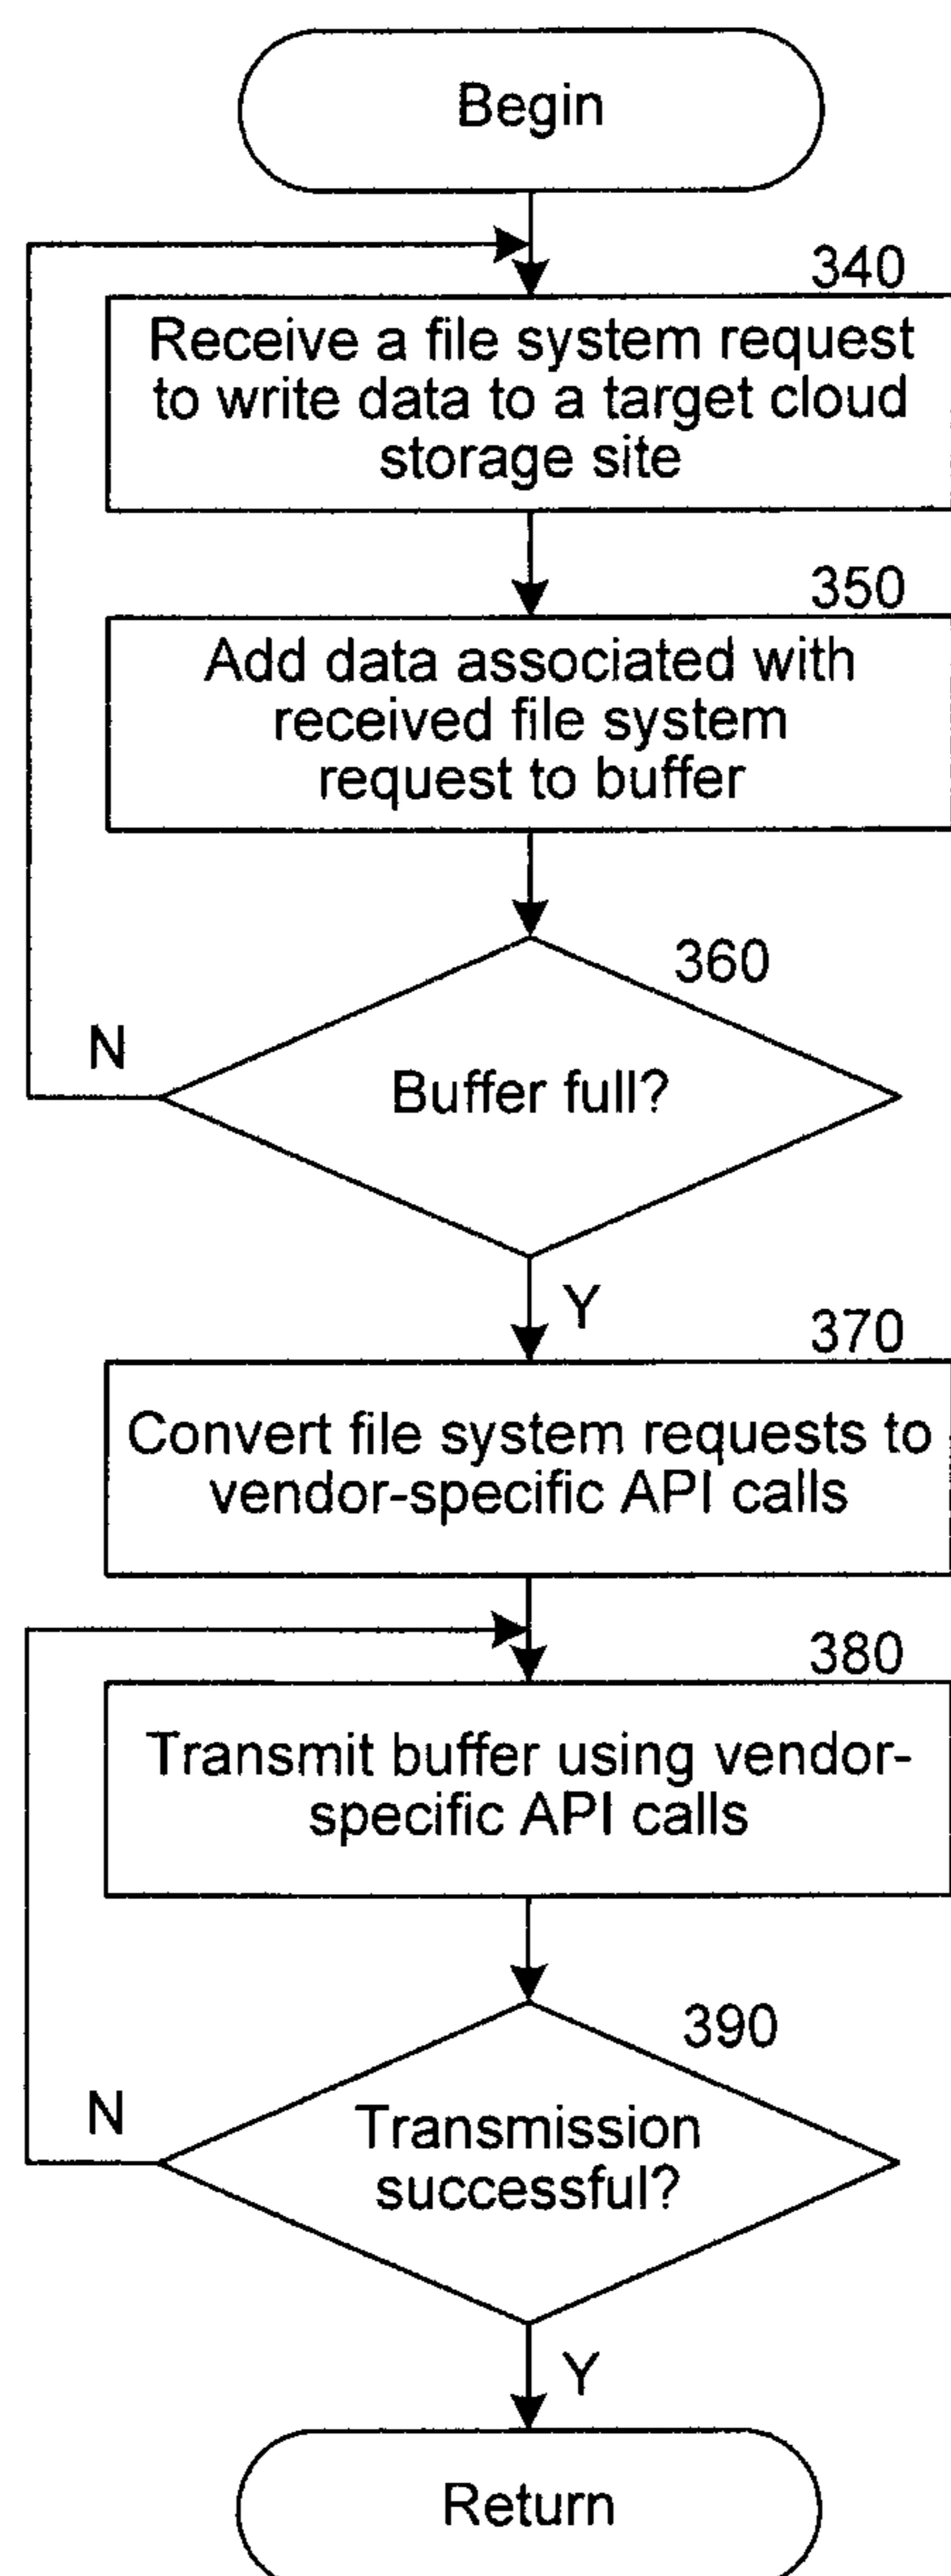 Begin
340
Receive a file system request
to write data to a target cloud
storage site
350
Add data associated with
received file system
request to buffer
360
N
Buffer full?
Y
370
Convert file system requests to
vendor-specific API calls
380
Transmit buffer using vendor-
specific API calls
390
N
Transmission
successful?
Y
Return